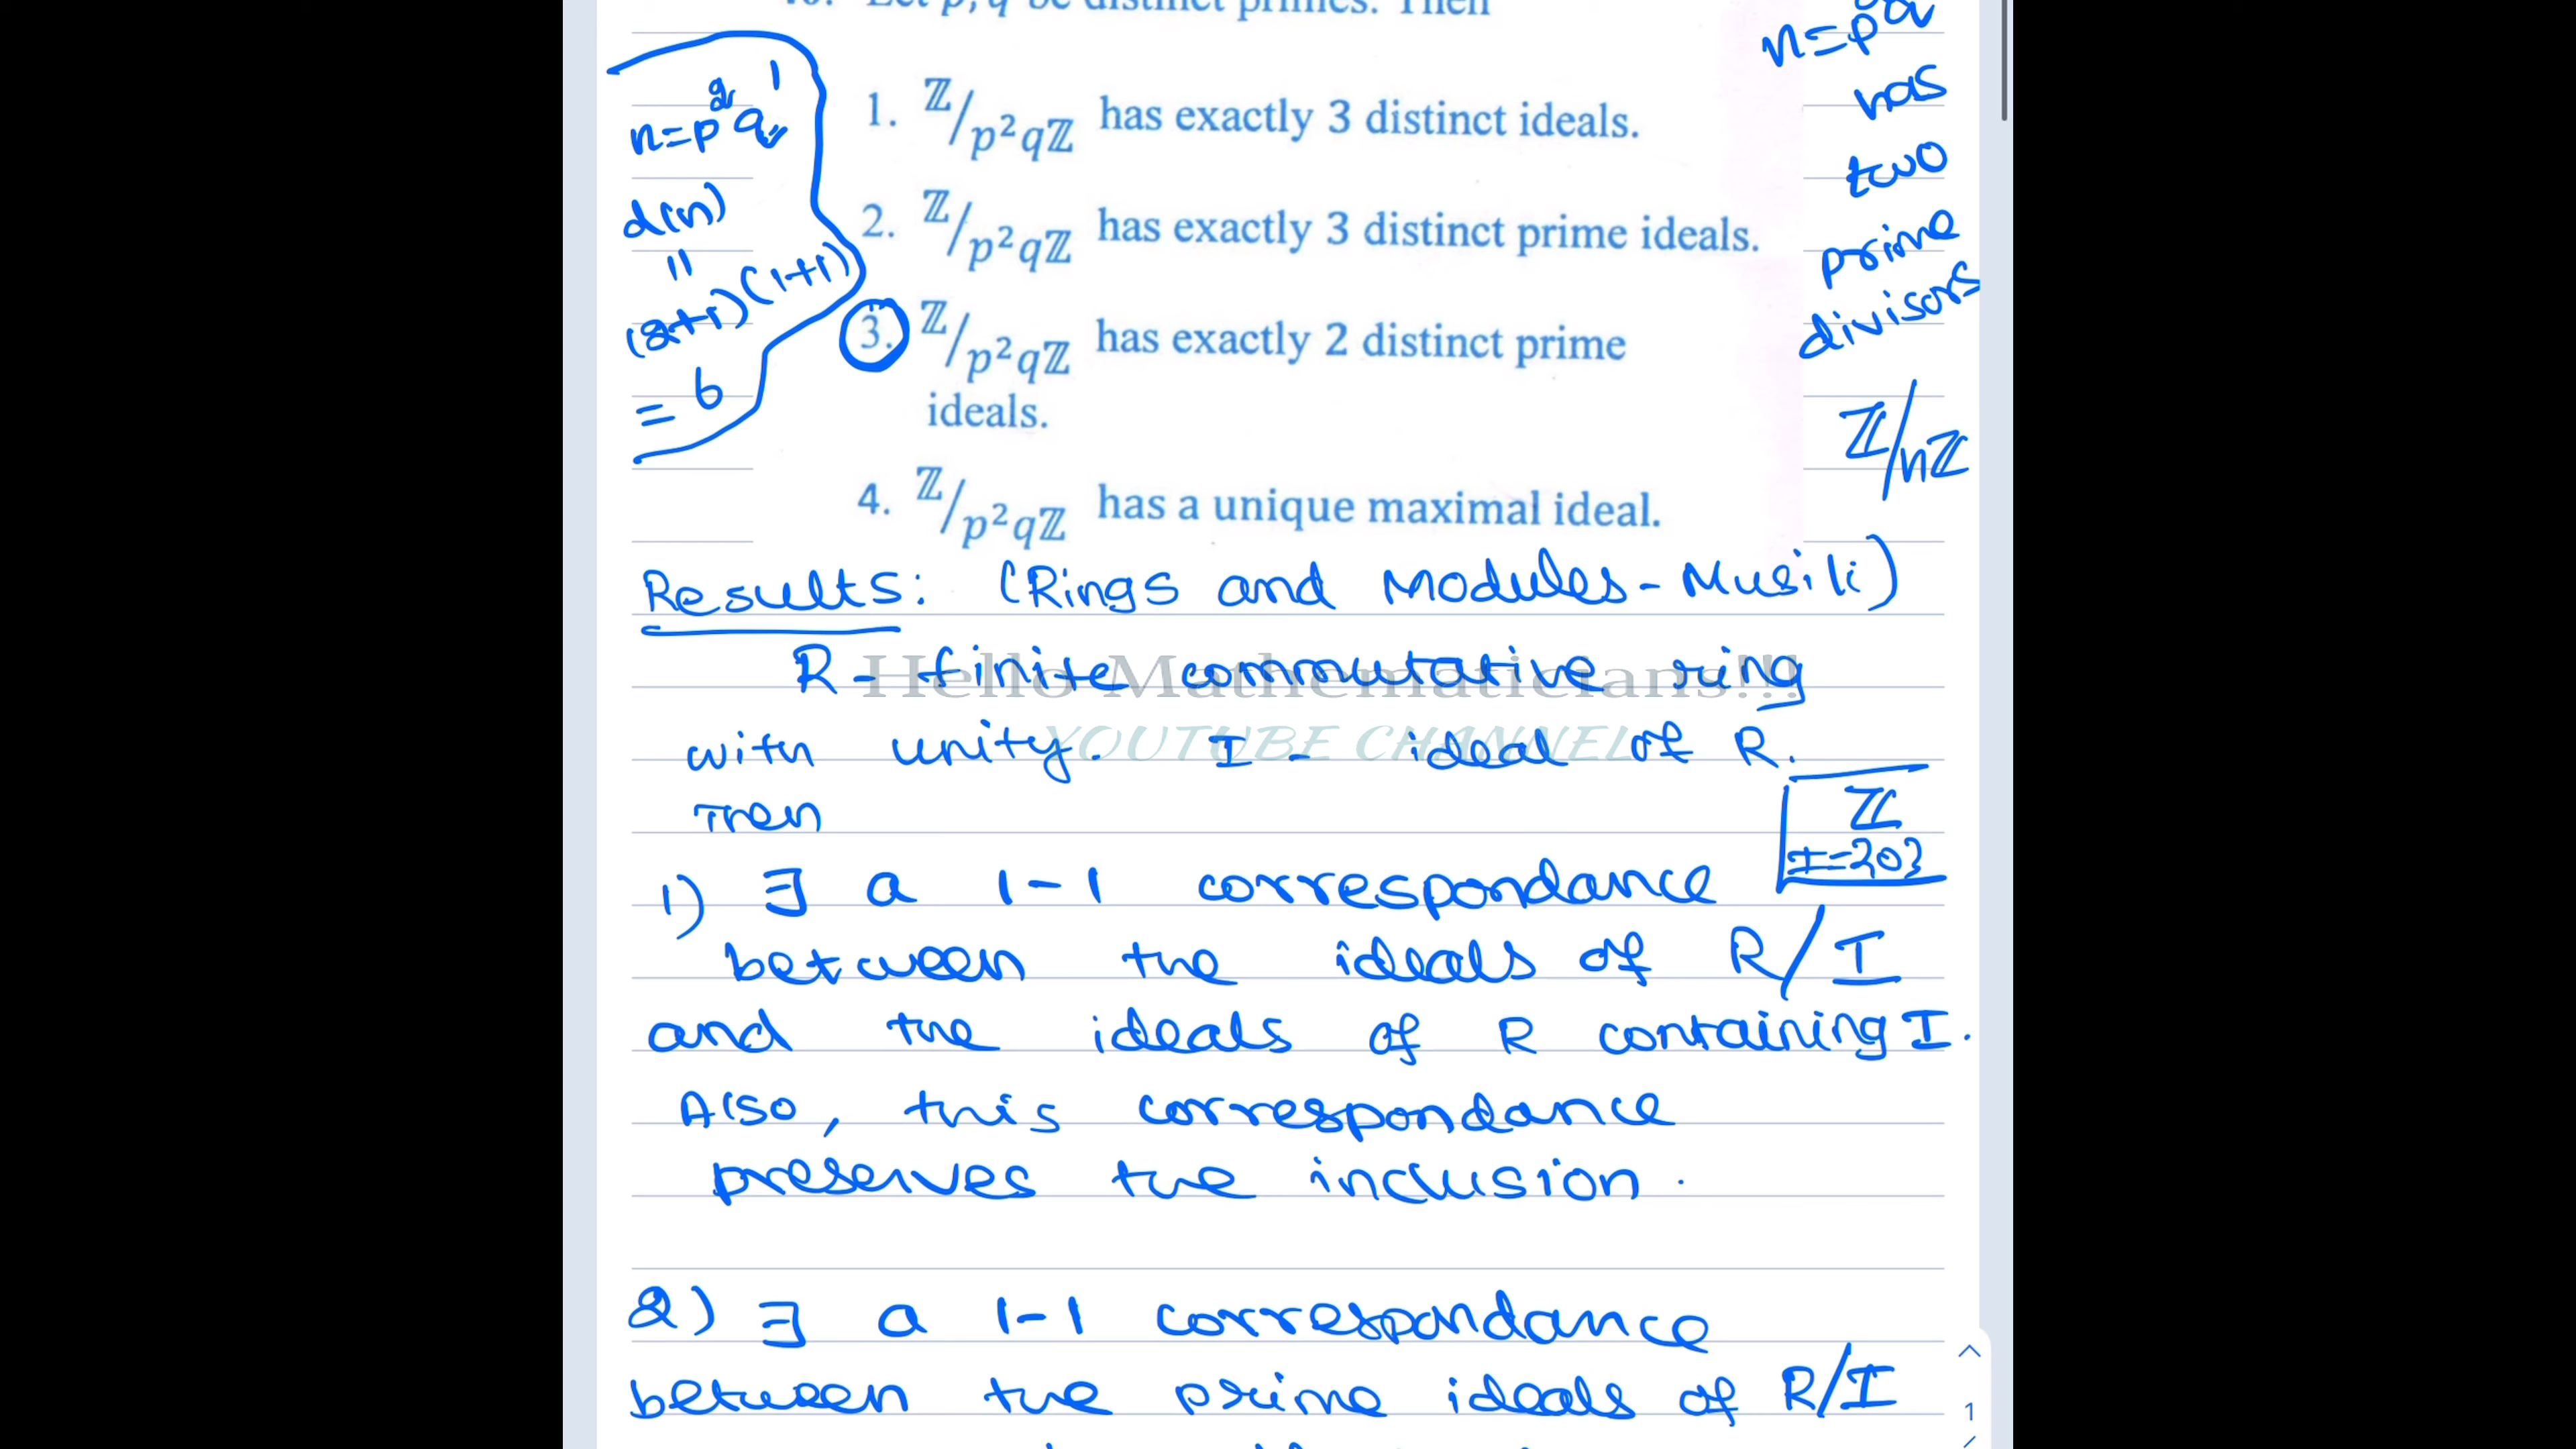 Let p, q be distinct primes. Then
1. ℤ/p²qℤ has exactly 3 distinct ideals.
2. ℤ/p²qℤ has exactly 3 distinct prime ideals.
3. ℤ/p²qℤ has exactly 2 distinct prime
ideals.
4. ℤ/p²qℤ has a unique maximal ideal.
n=p²q¹
d(n)
=
(2+1)(1+1)
= 6
n=p²q
has
two
prime
divisors
ℤ/nℤ
Results: (Rings and Modules-Musili)
R- finite commutative ring
Hello Mathematicians!!!
with unity. I - ideal of R.
YOUTUBE CHANNEL
Then
ℤ
I={0}
1) ∃ a 1-1 correspondance
between the ideals of R/I
and the ideals of R containing I.
Also, this correspondance
preserves the inclusion.
2) ∃ a 1-1 correspondance
between the prime ideals of R/I
1